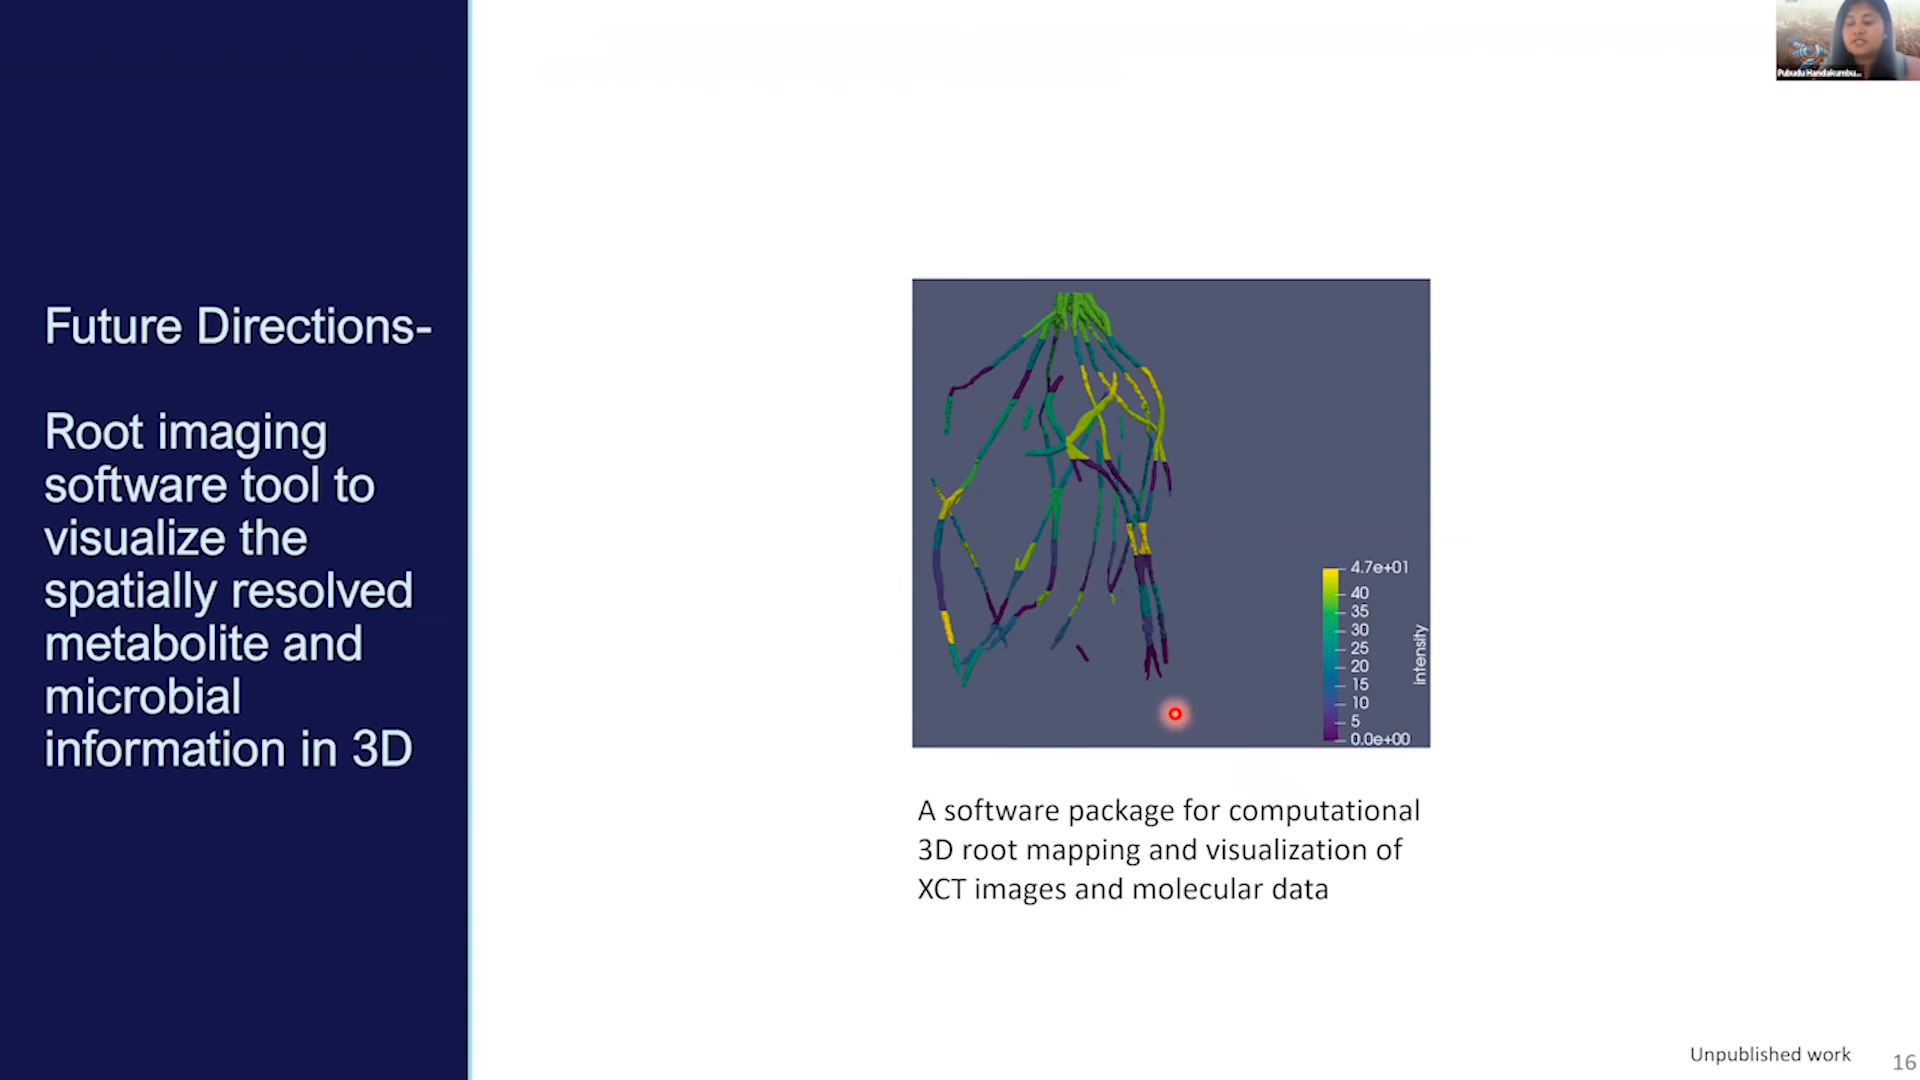 Future Directions-
Root imaging
software tool to
visualize the
spatially resolved
metabolite and
microbial
information in 3D
4.7e+01
40
35
30
25
20
15
10
5
0.0e+00
intensity
A software package for computational
3D root mapping and visualization of
XCT images and molecular data
Pubudu Handakumbu...
Unpublished work
16